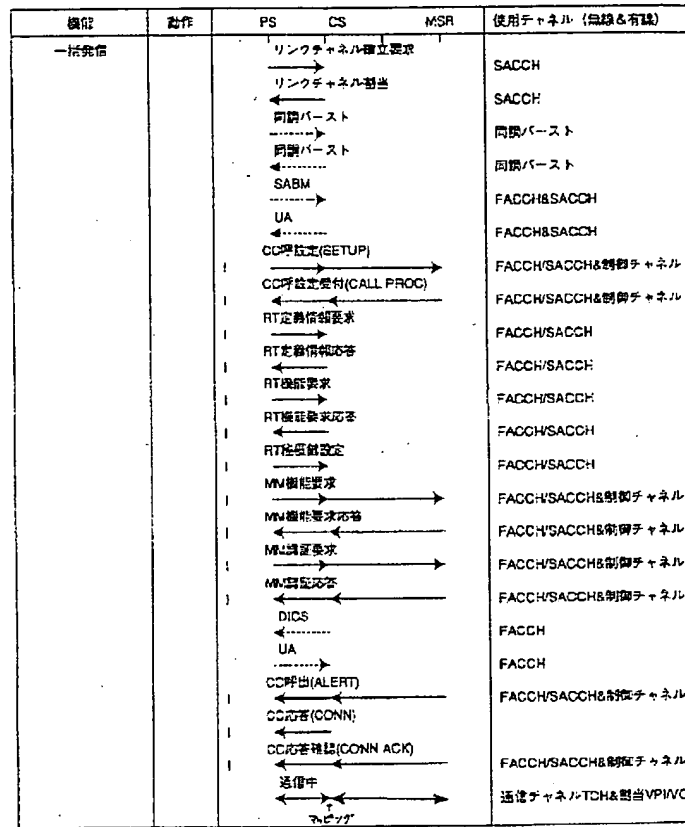 機能 動作 PS CS MSR 使用チャネル (無線&有線)
一括発信
リンクチャネル確立要求
SACCH
リンクチャネル割当
SACCH
同調バースト
同調バースト
同調バースト
同調バースト
SABM
FACCH&SACCH
UA
FACCH&SACCH
CC呼設定(SETUP)
FACCH/SACCH&制御チャネル
CC呼設定受付(CALL PROC)
FACCH/SACCH&制御チャネル
RT定義情報要求
FACCH/SACCH
RT定義情報応答
FACCH/SACCH
RT機能要求
FACCH/SACCH
RT機能要求応答
FACCH/SACCH
RT秘匿鍵設定
FACCH/SACCH
MM機能要求
FACCH/SACCH&制御チャネル
MM機能要求応答
FACCH/SACCH&制御チャネル
MM認証要求
FACCH/SACCH&制御チャネル
MM認証応答
FACCH/SACCH&制御チャネル
DICS
FACCH
UA
FACCH
CC呼出(ALERT)
FACCH/SACCH&制御チャネル
CC応答(CONN)
CC応答確認(CONN ACK)
FACCH/SACCH&制御チャネル
通信中
通信チャネルTCH&割当VPI/VC
マッピング